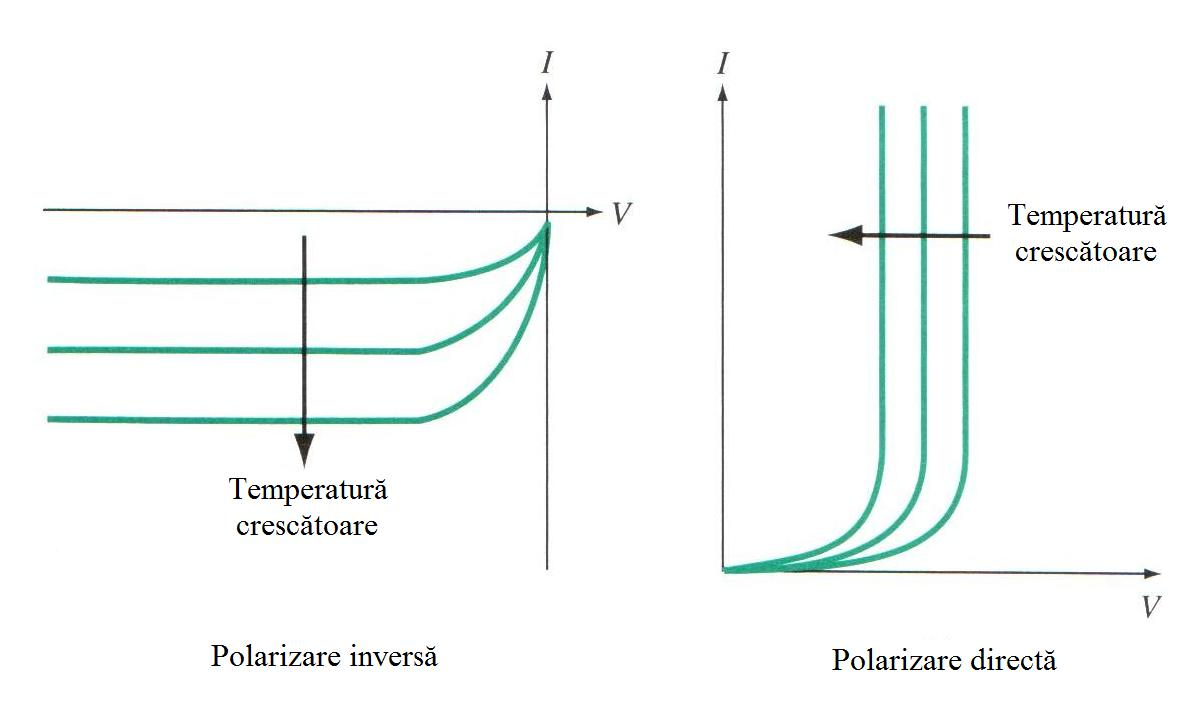 I
V
Temperatură
crescătoare
Polarizare inversă
I
Temperatură
crescătoare
V
Polarizare directă